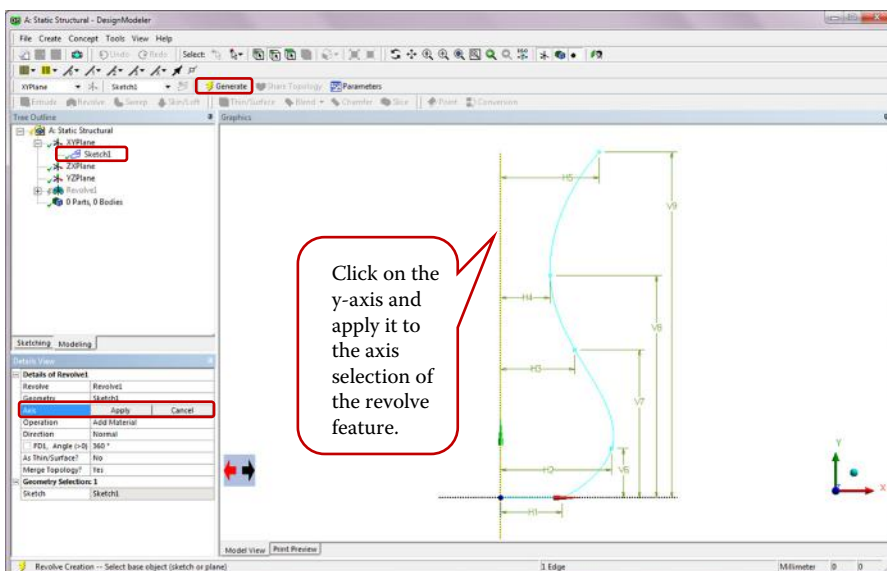 A: Static Structural - DesignModeler
File Create Concept Tools View Help
Undo Redo Select:
XYPlane Sketch1 Generate Share Topology Parameters
Extrude Revolve Sweep Skin/Loft Thin/Surface Blend Chamfer Slice Point Conversion
Tree Outline
A: Static Structural
XYPlane
Sketch1
ZXPlane
YZPlane
Revolve1
0 Parts, 0 Bodies
Sketching Modeling
Details View
Details of Revolve1
Revolve Revolve1
Geometry Sketch1
Axis Apply Cancel
Operation Add Material
Direction Normal
FD1, Angle (>0) 360 °
As Thin/Surface? No
Merge Topology? Yes
Geometry Selection: 1
Sketch Sketch1
Graphics
H5
V9
H4
V8
H3
V7
H2
V6
H1
Click on the
y-axis and
apply it to
the axis
selection of
the revolve
feature.
Y
X
Model View Print Preview
Revolve Creation -- Select base object (sketch or plane) 1 Edge Millimeter 0 0